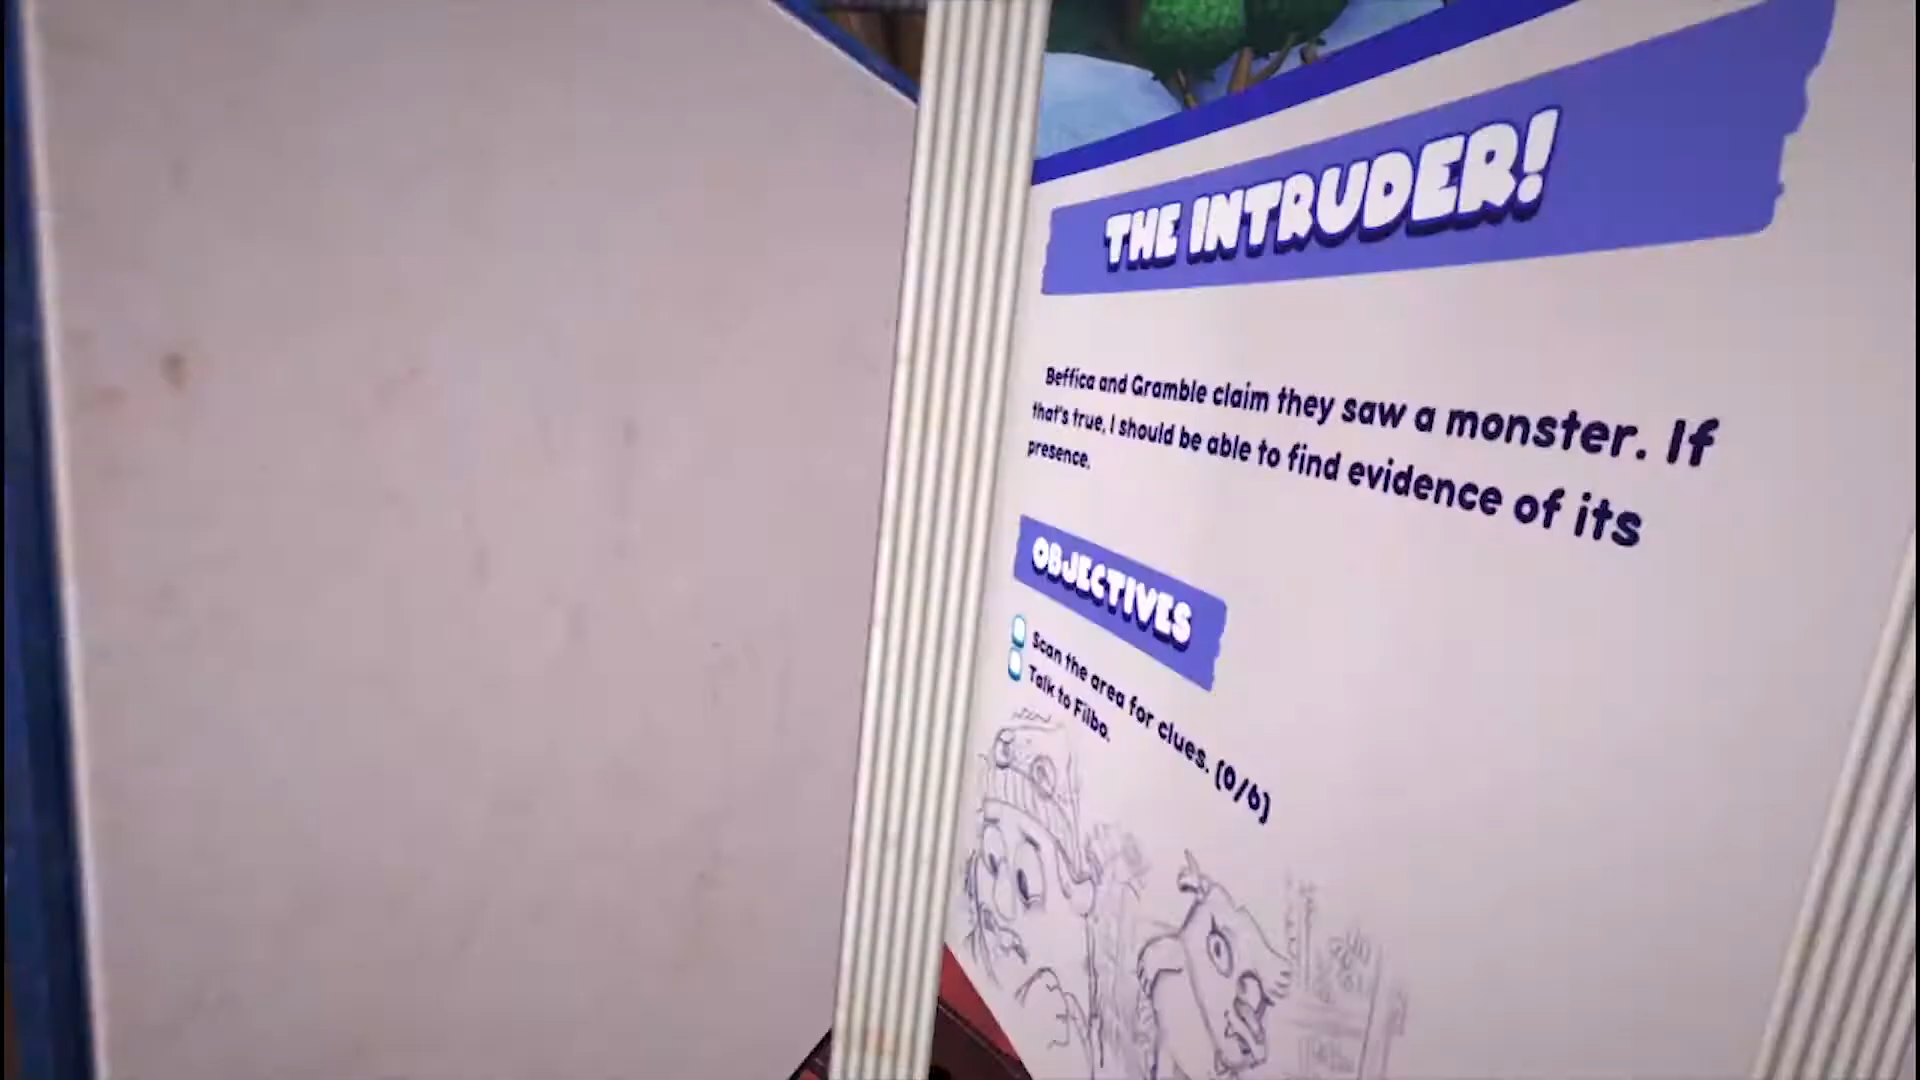 THE INTRUDER!
Beffica and Gramble claim they saw a monster. If
that's true, I should be able to find evidence of its
presence.
OBJECTIVES
Scan the area for clues. (0/6)
Talk to Filbo.